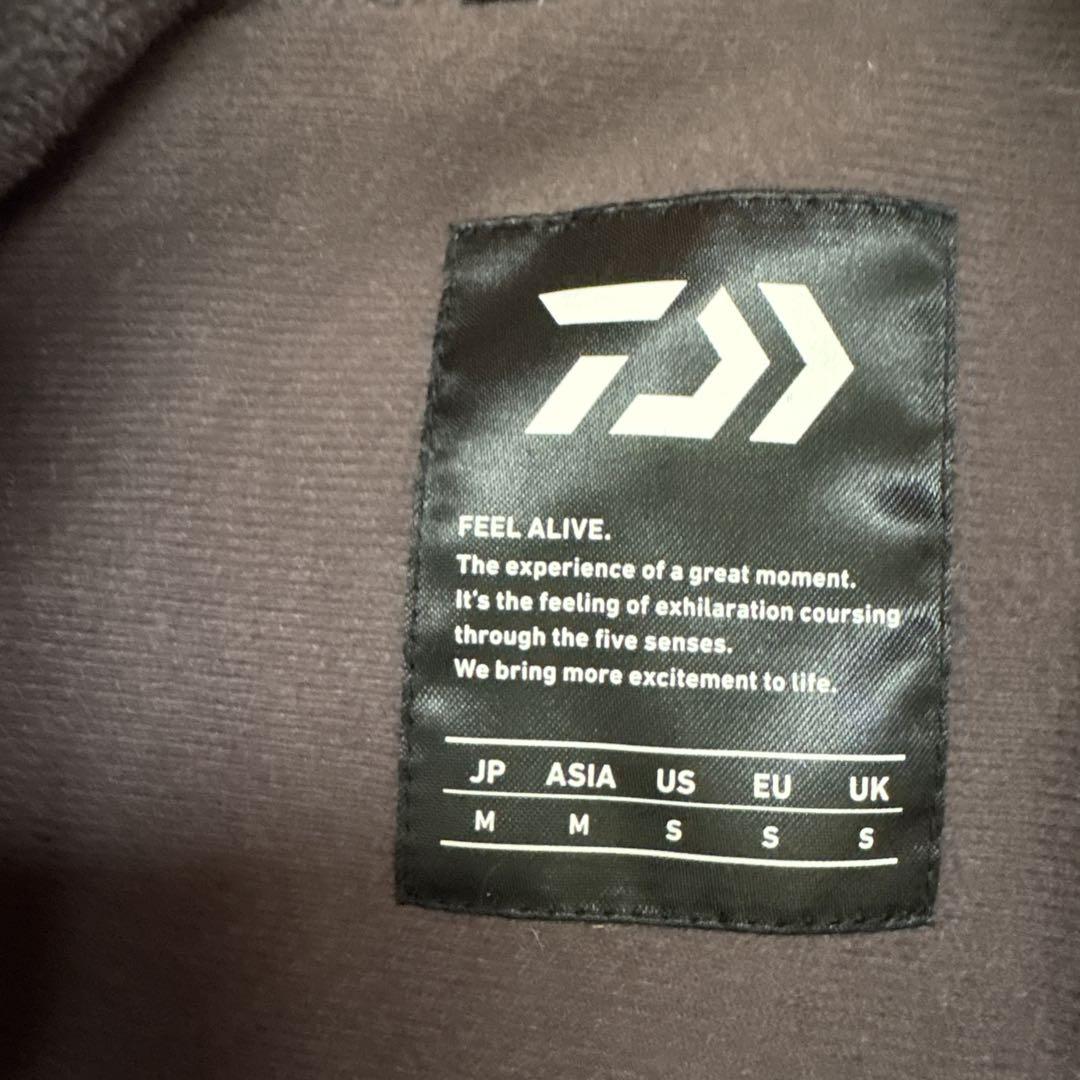 FEEL ALIVE.
The experience of a great moment.
It's the feeling of exhilaration coursing
through the five senses.
We bring more excitement to life.
JP ASIA US EU UK
M M S S S